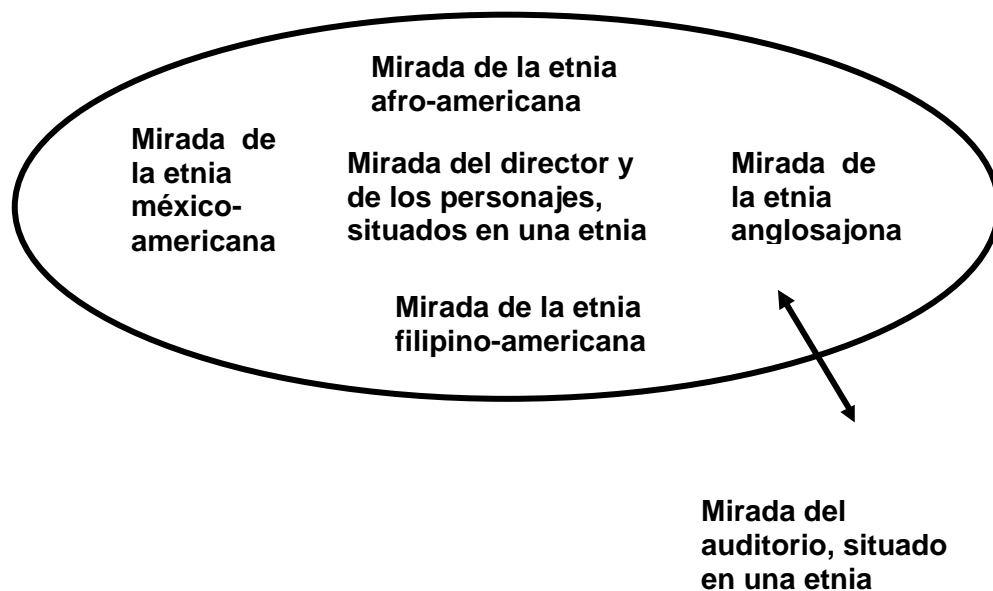 Mirada de la etnia
afro-americana
Mirada de
la etnia
méxico-
americana
Mirada del director y
de los personajes,
situados en una etnia
Mirada de
la etnia
anglosajona
Mirada de la etnia
filipino-americana
Mirada del
auditorio, situado
en una etnia